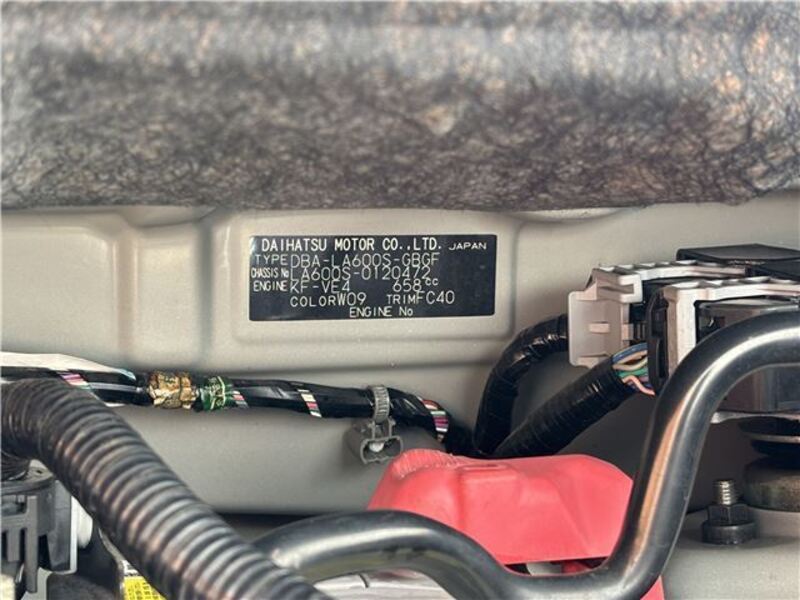 DAIHATSU MOTOR CO.,LTD. JAPAN
TYPE DBA-LA600S-GBGF
CHASSIS No LA600S-0120472
ENGINE KF-VE4 658cc
COLOR W09 TRIM FC40
ENGINE No